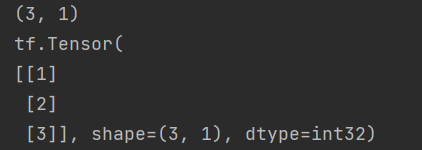 (3, 1)
tf.Tensor(
[[1]
 [2]
 [3]], shape=(3, 1), dtype=int32)